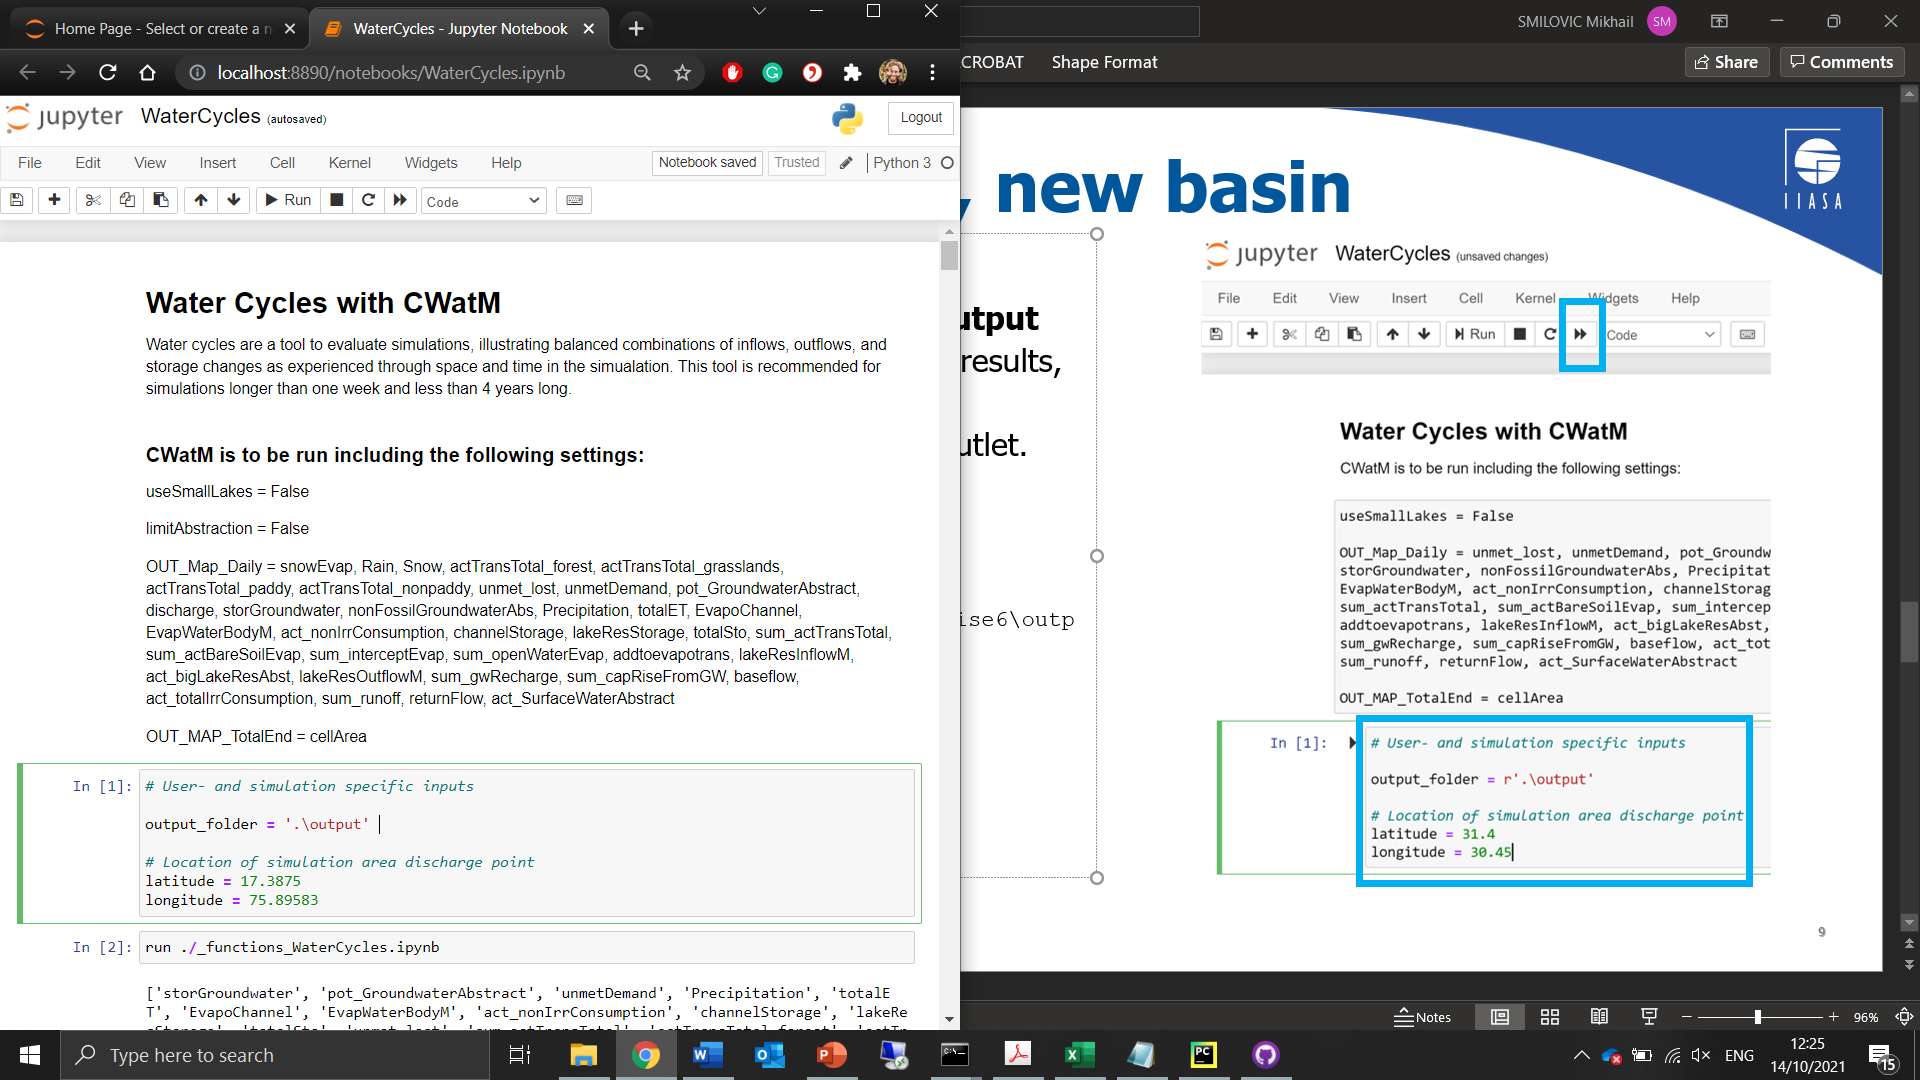 Home Page - Select or create a n
WaterCycles - Jupyter Notebook
localhost:8890/notebooks/WaterCycles.ipynb
jupyter WaterCycles (autosaved)
Logout
File Edit View Insert Cell Kernel Widgets Help
Notebook saved Trusted Python 3
Run Code
Water Cycles with CWatM
Water cycles are a tool to evaluate simulations, illustrating balanced combinations of inflows, outflows, and
storage changes as experienced through space and time in the simualation. This tool is recommended for
simulations longer than one week and less than 4 years long.
CWatM is to be run including the following settings:
useSmallLakes = False
limitAbstraction = False
OUT_Map_Daily = snowEvap, Rain, Snow, actTransTotal_forest, actTransTotal_grasslands,
actTransTotal_paddy, actTransTotal_nonpaddy, unmet_lost, unmetDemand, pot_GroundwaterAbstract,
discharge, storGroundwater, nonFossilGroundwaterAbs, Precipitation, totalET, EvapoChannel,
EvapWaterBodyM, act_nonIrrConsumption, channelStorage, lakeResStorage, totalSto, sum_actTransTotal,
sum_actBareSoilEvap, sum_interceptEvap, sum_openWaterEvap, addtoevapotrans, lakeResInflowM,
act_bigLakeResAbst, lakeResOutflowM, sum_gwRecharge, sum_capRiseFromGW, baseflow,
act_totalIrrConsumption, sum_runoff, returnFlow, act_SurfaceWaterAbstract
OUT_MAP_TotalEnd = cellArea
In [1]: # User- and simulation specific inputs
output_folder = '.\output'
# Location of simulation area discharge point
latitude = 17.3875
longitude = 75.89583
In [2]: run ./_functions_WaterCycles.ipynb
['storGroundwater', 'pot_GroundwaterAbstract', 'unmetDemand', 'Precipitation', 'totalE
T', 'EvapoChannel', 'EvapWaterBodyM', 'act_nonIrrConsumption', 'channelStorage', 'lakeRe
SMILOVIC Mikhail SM
CROBAT Shape Format
Share Comments
, new basin
IIASA
utput
results,
utlet.
ise6\outp
jupyter WaterCycles (unsaved changes)
File Edit View Insert Cell Kernel Widgets Help
Run Code
Water Cycles with CWatM
CWatM is to be run including the following settings:
useSmallLakes = False
OUT_Map_Daily = unmet_lost, unmetDemand, pot_Groundw
storGroundwater, nonFossilGroundwaterAbs, Precipitat
EvapWaterBodyM, act_nonIrrConsumption, channelStorag
sum_actTransTotal, sum_actBareSoilEvap, sum_intercep
addtoevapotrans, lakeResInflowM, act_bigLakeResAbst,
sum_gwRecharge, sum_capRiseFromGW, baseflow, act_tot
sum_runoff, returnFlow, act_SurfaceWaterAbstract
OUT_MAP_TotalEnd = cellArea
In [1]: # User- and simulation specific inputs
output_folder = r'.\output'
# Location of simulation area discharge point
latitude = 31.4
longitude = 30.45
9
Notes 96%
Type here to search
ENG
12:25
14/10/2021
15